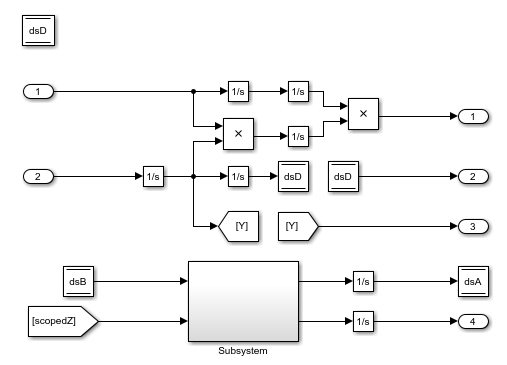 dsD
1
1/s
1/s
×
1
×
1/s
2
1/s
1/s
dsD
dsD
2
[Y]
[Y]
3
dsB
1/s
dsA
[scopedZ]
1/s
4
Subsystem